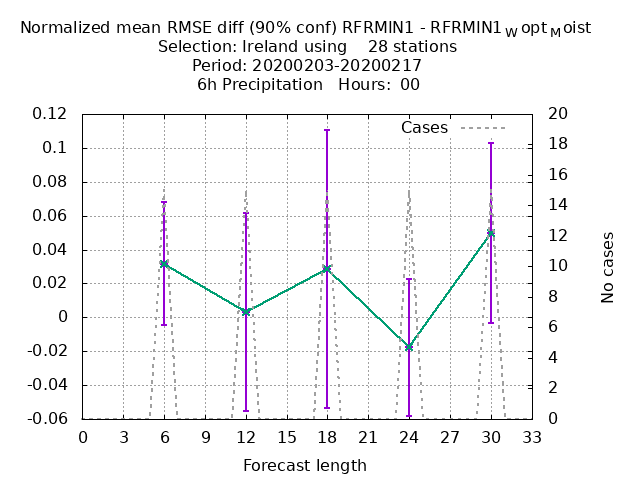 Normalized mean RMSE diff (90% conf) RFRMIN1 - RFRMIN1WoptMoist
Selection: Ireland using 28 stations
Period: 20200203-20200217
6h Precipitation Hours: 00
Cases
0.12
0.1
0.08
0.06
0.04
0.02
0
-0.02
-0.04
-0.06
20
18
16
14
12
10
8
6
4
2
0
No cases
0 3 6 9 12 15 18 21 24 27 30 33
Forecast length